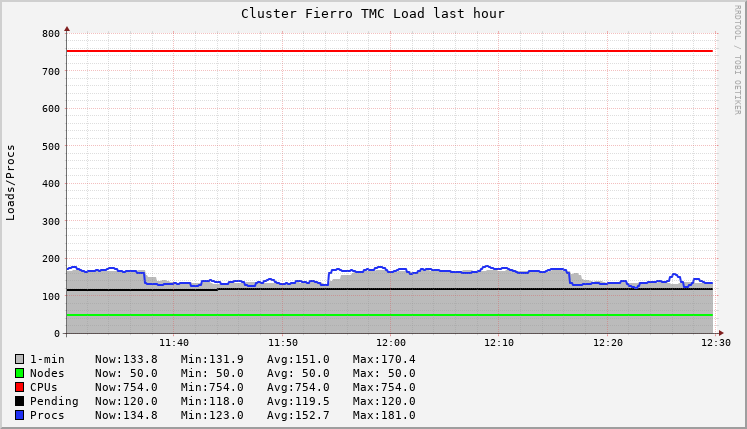 Cluster Fierro TMC Load last hour
RRDTOOL / TOBI OETIKER
Loads/Procs
800
700
600
500
400
300
200
100
0
11:40 11:50 12:00 12:10 12:20 12:30
1-min Now:133.8 Min:131.9 Avg:151.0 Max:170.4
Nodes Now: 50.0 Min: 50.0 Avg: 50.0 Max: 50.0
CPUs Now:754.0 Min:754.0 Avg:754.0 Max:754.0
Pending Now:120.0 Min:118.0 Avg:119.5 Max:120.0
Procs Now:134.8 Min:123.0 Avg:152.7 Max:181.0